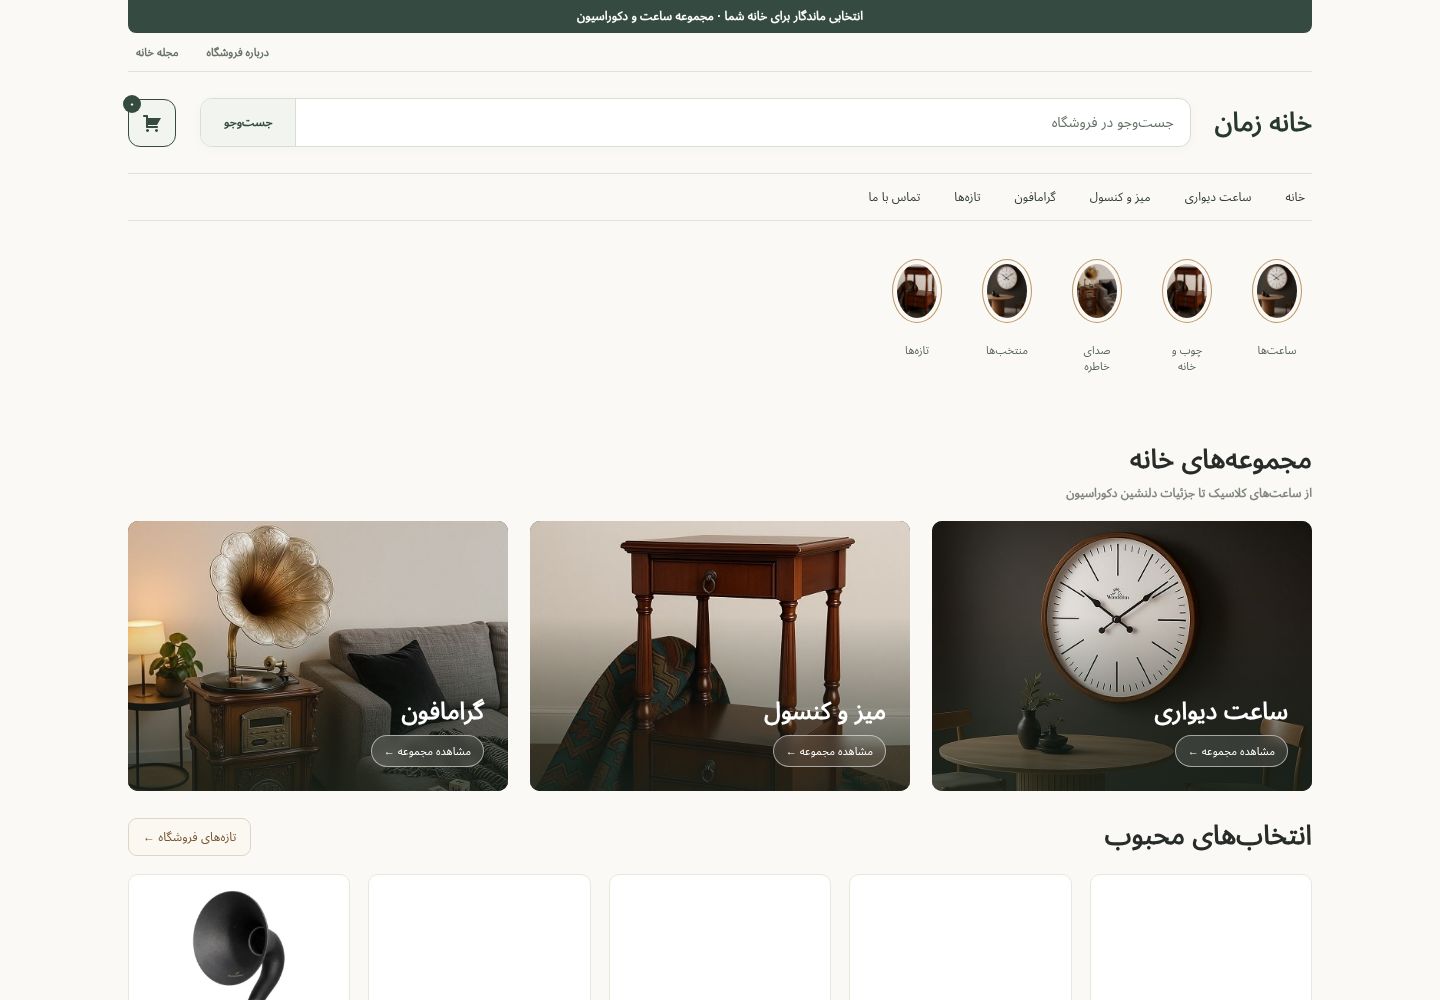 انتخابی ماندگار برای خانه شما · مجموعه ساعت و دکوراسیون
درباره فروشگاه
مجله خانه
خانه زمان
جست‌وجو در فروشگاه
جست‌وجو
۰
خانه
ساعت دیواری
میز و کنسول
گرامافون
تازه‌ها
تماس با ما
ساعت‌ها
چوب و
خانه
صدای
خاطره
منتخب‌ها
تازه‌ها
مجموعه‌های خانه
از ساعت‌های کلاسیک تا جزئیات دلنشین دکوراسیون
ساعت دیواری
مشاهده مجموعه ←
میز و کنسول
مشاهده مجموعه ←
گرامافون
مشاهده مجموعه ←
انتخاب‌های محبوب
تازه‌های فروشگاه ←